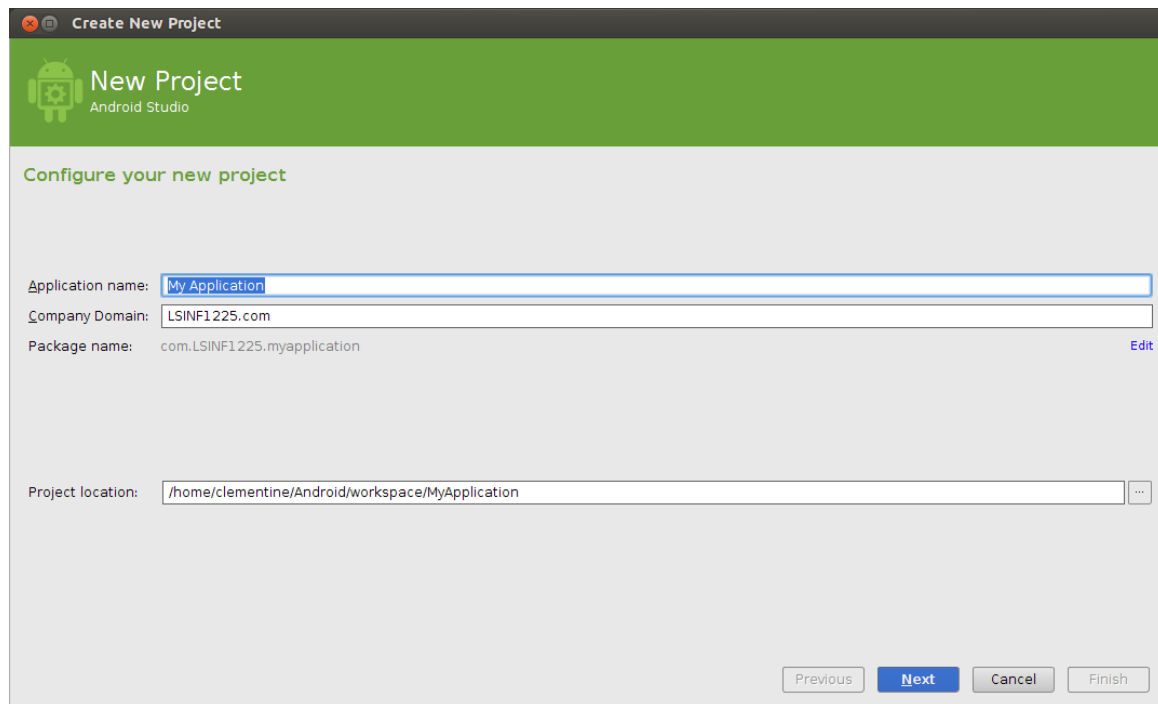 Create New Project
New Project
Android Studio
Configure your new project
Application name: My Application
Company Domain: LSINF1225.com
Package name: com.LSINF1225.myapplication Edit
Project location: /home/clementine/Android/workspace/MyApplication ...
Previous Next Cancel Finish